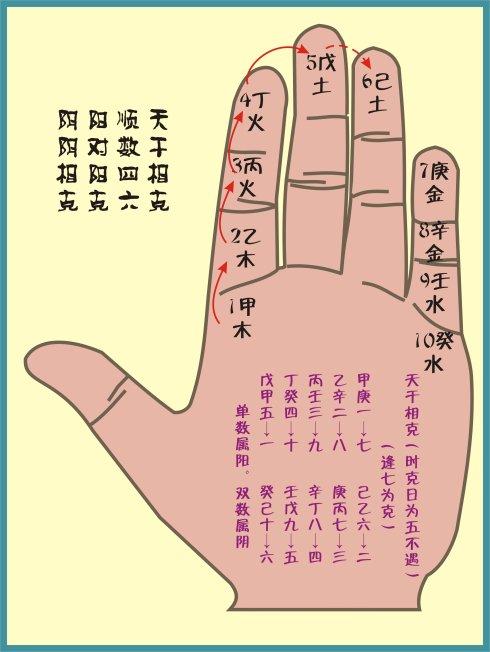 天干相克
顺数四六
阳对阳克
阴阴相克
1甲
木
2乙
木
3丙
火
4丁
火
5戊
土
6己
土
7庚
金
8辛
金
9壬
水
10癸
水
天干相克(时克日为五不遇)
(逢七为克)
甲庚一→七 己乙六→二
乙辛二→八 庚丙七→三
丙壬三→九 辛丁八→四
丁癸四→十 壬戊九→五
戊甲五→一 癸己十→六
单数属阳。双数属阴